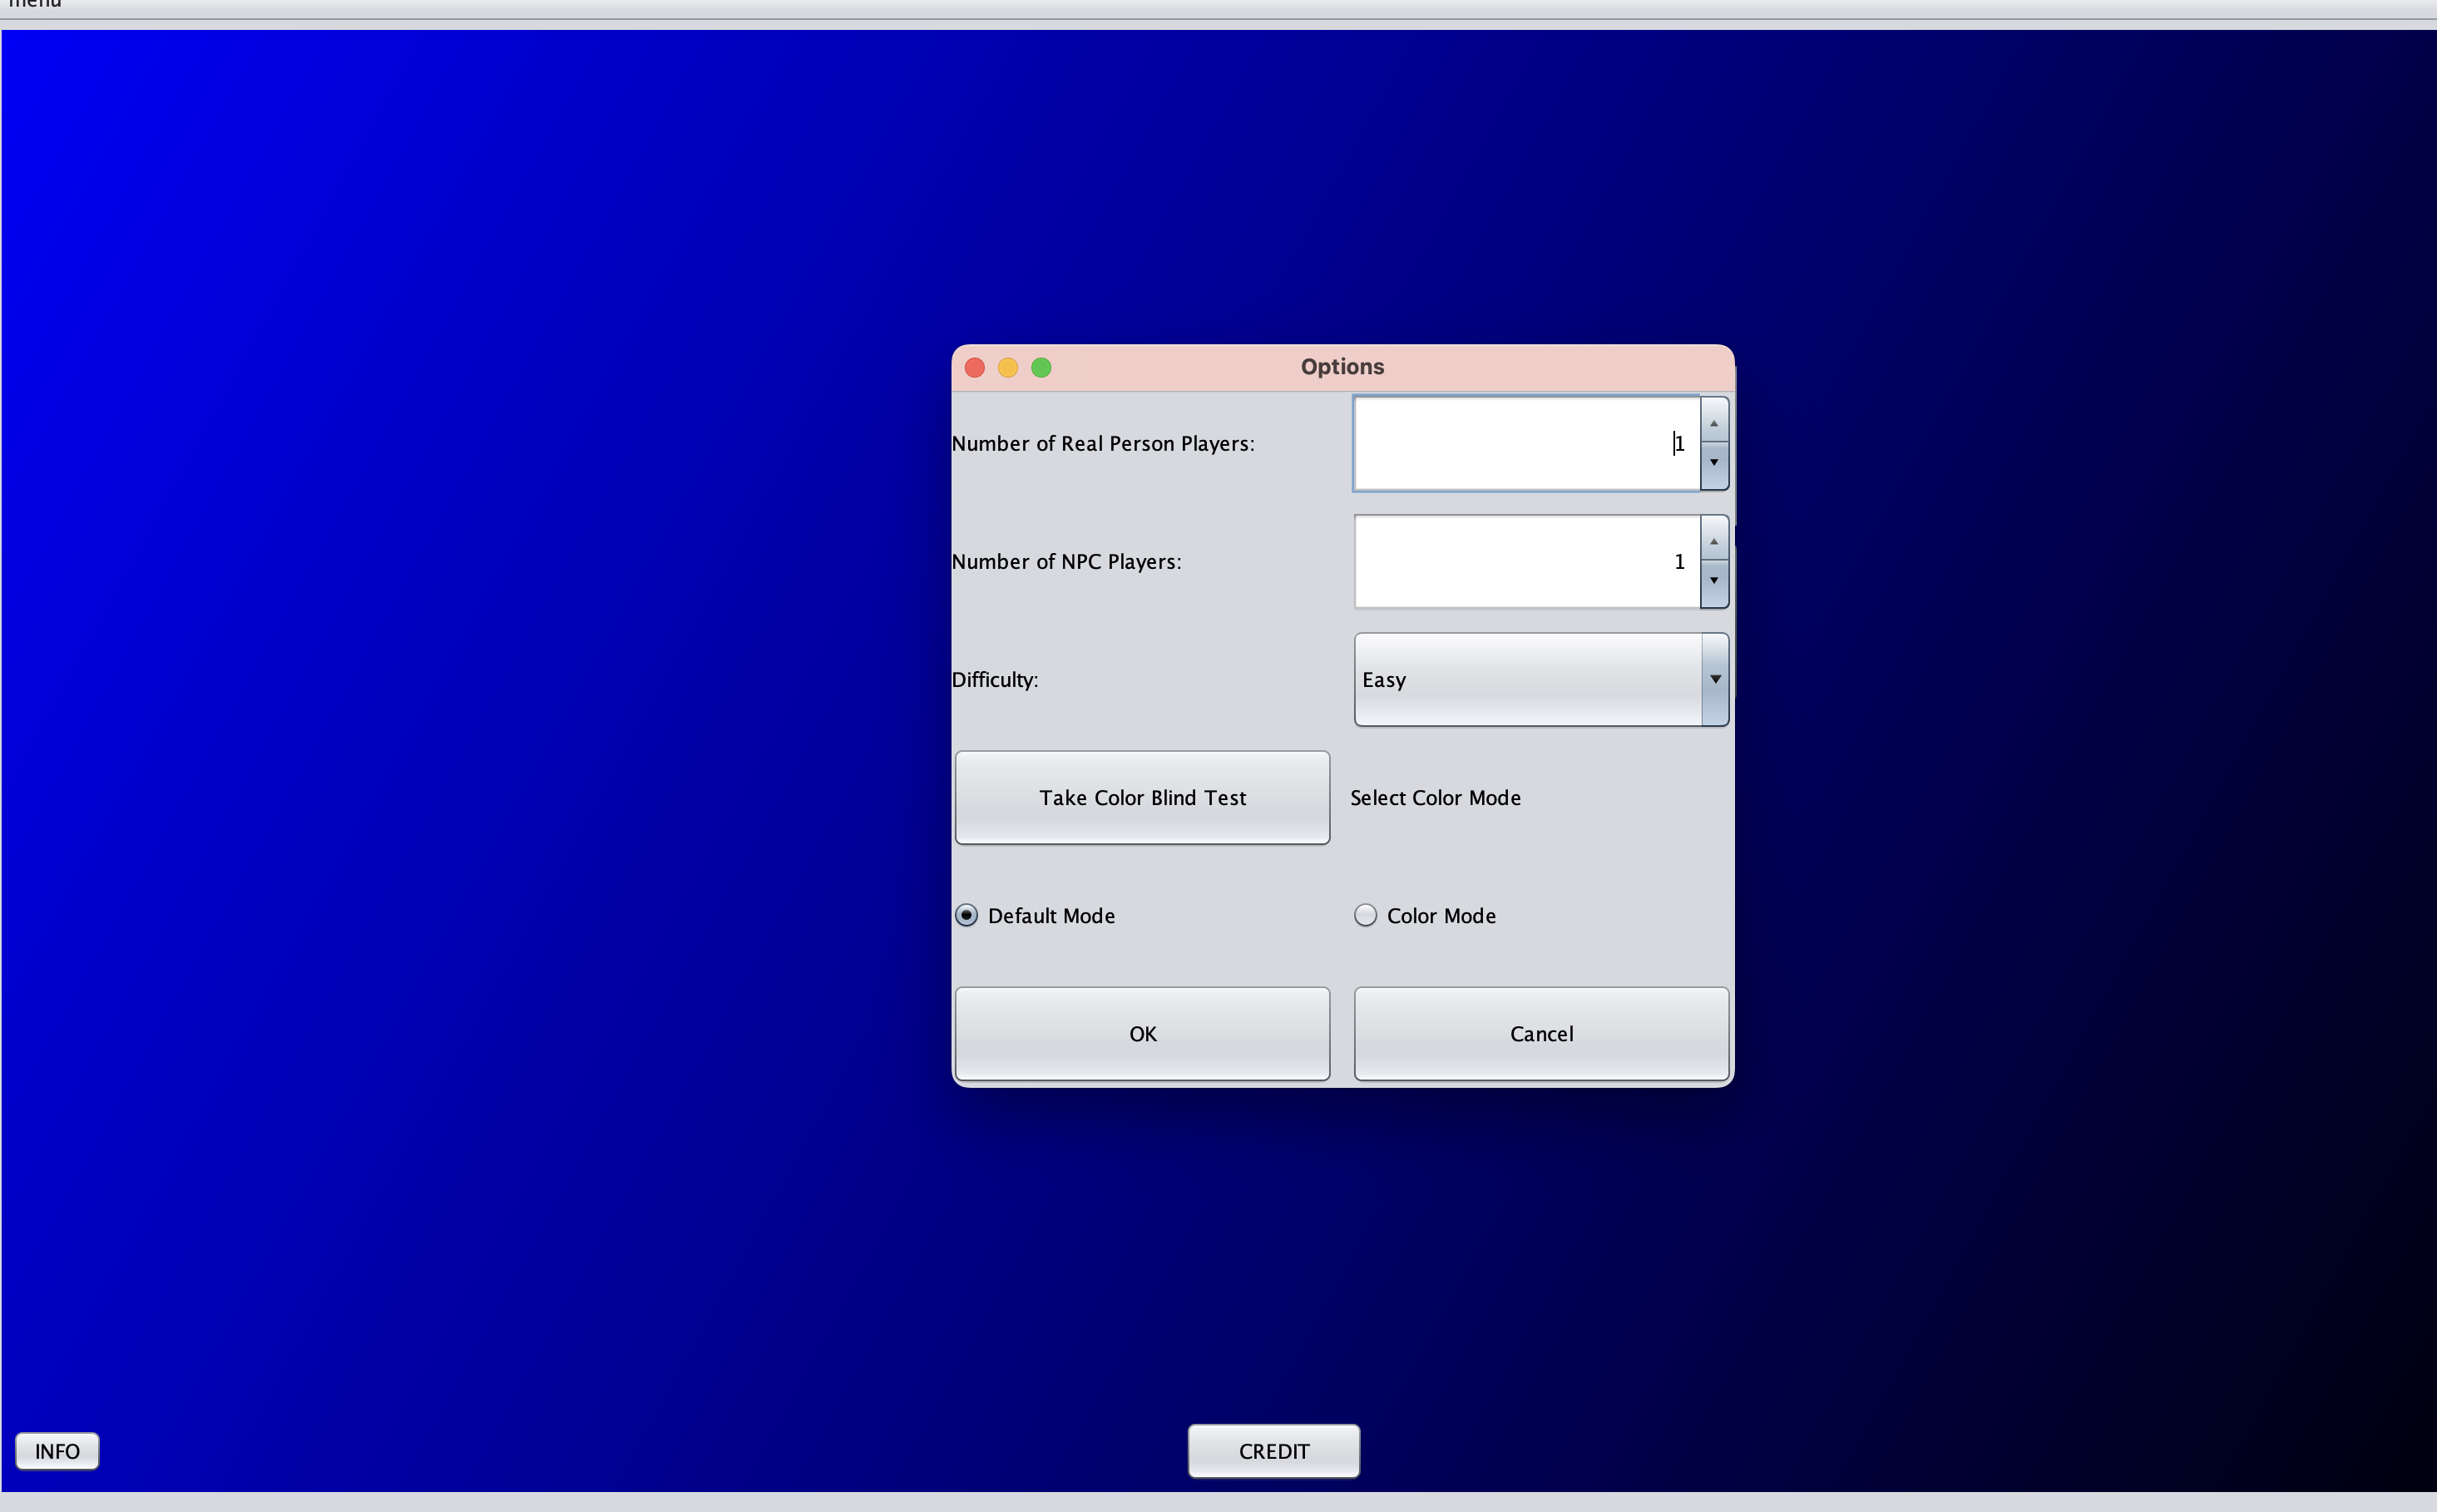 menu
Options
Number of Real Person Players: 1
Number of NPC Players: 1
Difficulty: Easy
Take Color Blind Test Select Color Mode
Default Mode Color Mode
OK Cancel
INFO CREDIT